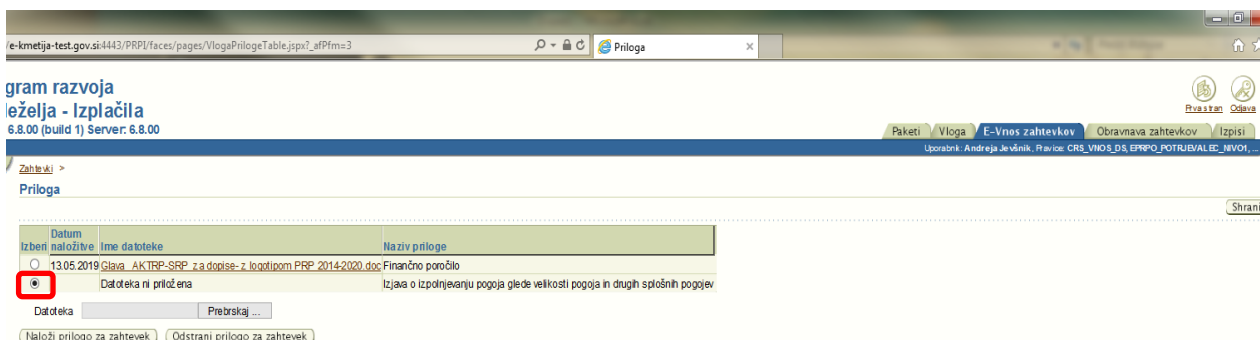 /e-kmetija-test.gov.si:4443/PRPI/faces/pages/VlogaPrilogeTable.jspx?_afPfm=3
Priloga
gram razvoja
eželja - Izplačila
6.8.00 (build 1) Server: 6.8.00
Prva stran Odjava
Paketi Vloga E-Vnos zahtevkov Obravnava zahtevkov Izpisi
Uporabnik: Andreja Jevšnik, Pravice: CRS_VNOS_DS, EPRPO_POTRJEVALEC_NIVO1, ...
Zahtevki >
Priloga
Shrani
Izberi Datum naložitve Ime datoteke Naziv priloge
13.05.2019 Glava_AKTRP-SRP_za dopise- z logotipom PRP 2014-2020.doc Finančno poročilo
Datoteka ni priložena Izjava o izpolnjevanju pogoja glede velikosti pogoja in drugih splošnih pogojev
Datoteka Prebrskaj ...
Naloži prilogo za zahtevek Odstrani prilogo za zahtevek